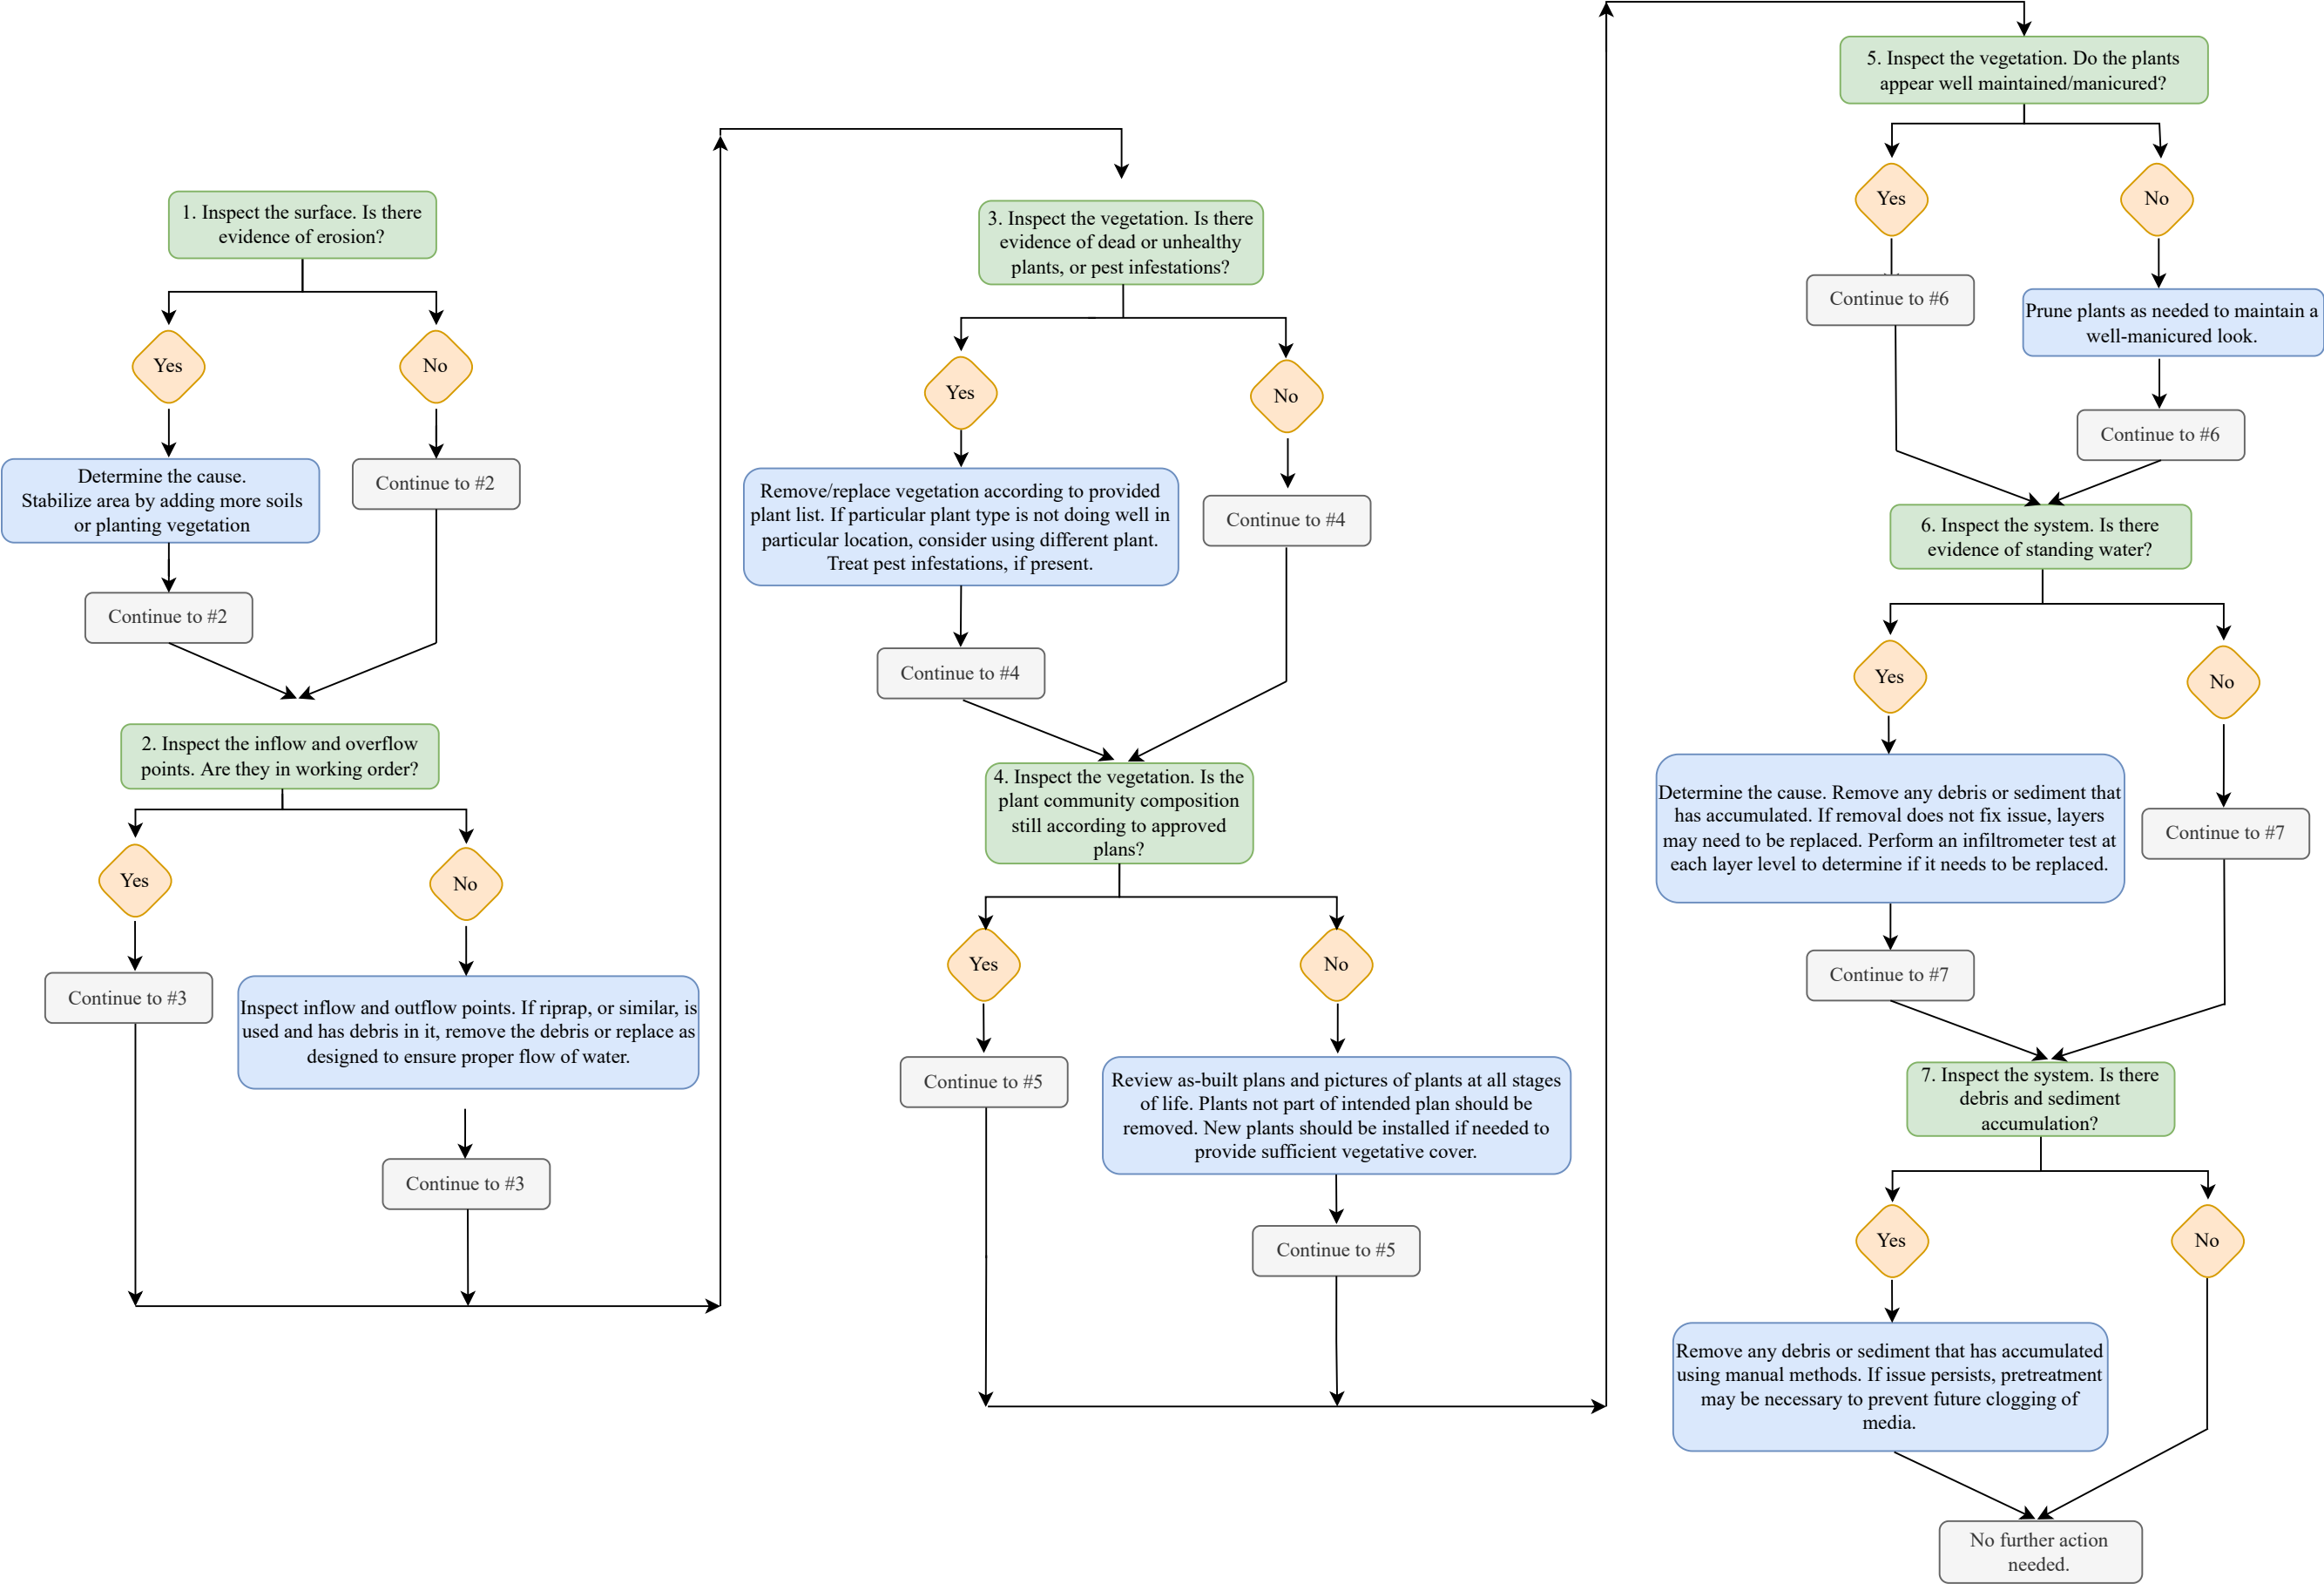 1. Inspect the surface. Is there
evidence of erosion?
Yes
No
Determine the cause.
Stabilize area by adding more soils
or planting vegetation
Continue to #2
Continue to #2
2. Inspect the inflow and overflow
points. Are they in working order?
Yes
No
Continue to #3
Inspect inflow and outflow points. If riprap, or similar, is
used and has debris in it, remove the debris or replace as
designed to ensure proper flow of water.
Continue to #3
3. Inspect the vegetation. Is there
evidence of dead or unhealthy
plants, or pest infestations?
Yes
No
Remove/replace vegetation according to provided
plant list. If particular plant type is not doing well in
particular location, consider using different plant.
Treat pest infestations, if present.
Continue to #4
Continue to #4
4. Inspect the vegetation. Is the
plant community composition
still according to approved
plans?
Yes
No
Continue to #5
Review as-built plans and pictures of plants at all stages
of life. Plants not part of intended plan should be
removed. New plants should be installed if needed to
provide sufficient vegetative cover.
Continue to #5
5. Inspect the vegetation. Do the plants
appear well maintained/manicured?
Yes
No
Continue to #6
Prune plants as needed to maintain a
well-manicured look.
Continue to #6
6. Inspect the system. Is there
evidence of standing water?
Yes
No
Determine the cause. Remove any debris or sediment that
has accumulated. If removal does not fix issue, layers
may need to be replaced. Perform an infiltrometer test at
each layer level to determine if it needs to be replaced.
Continue to #7
Continue to #7
7. Inspect the system. Is there
debris and sediment
accumulation?
Yes
No
Remove any debris or sediment that has accumulated
using manual methods. If issue persists, pretreatment
may be necessary to prevent future clogging of
media.
No further action
needed.